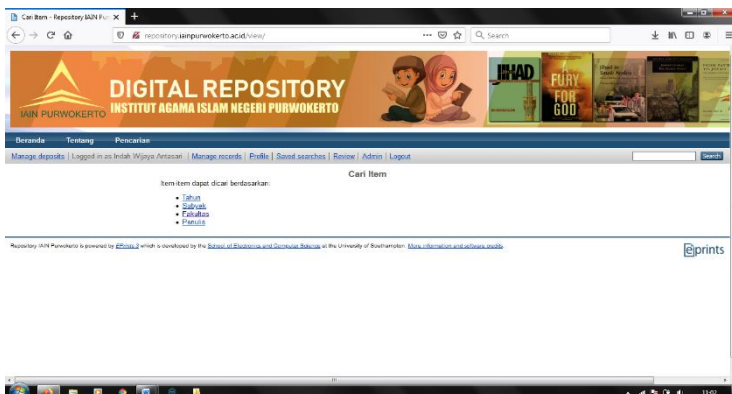 Cari Item - Repository IAIN Pur
repository.iainpurwokerto.ac.id/view/
Search
IAIN PURWOKERTO
DIGITAL REPOSITORY
INSTITUT AGAMA ISLAM NEGERI PURWOKERTO
JIHAD
A FURY FOR GOD
Beranda Tentang Pencarian
Manage deposits | Logged in as Indah Wijaya Antasari | Manage records | Profile | Saved searches | Review | Admin | Logout
Search
Cari Item
Item-item dapat dicari berdasarkan:
Tahun
Subyek
Fakultas
Penulis
Repository IAIN Purwokerto is powered by EPrints 3 which is developed by the School of Electronics and Computer Science at the University of Southampton. More information and software credits.
eprints